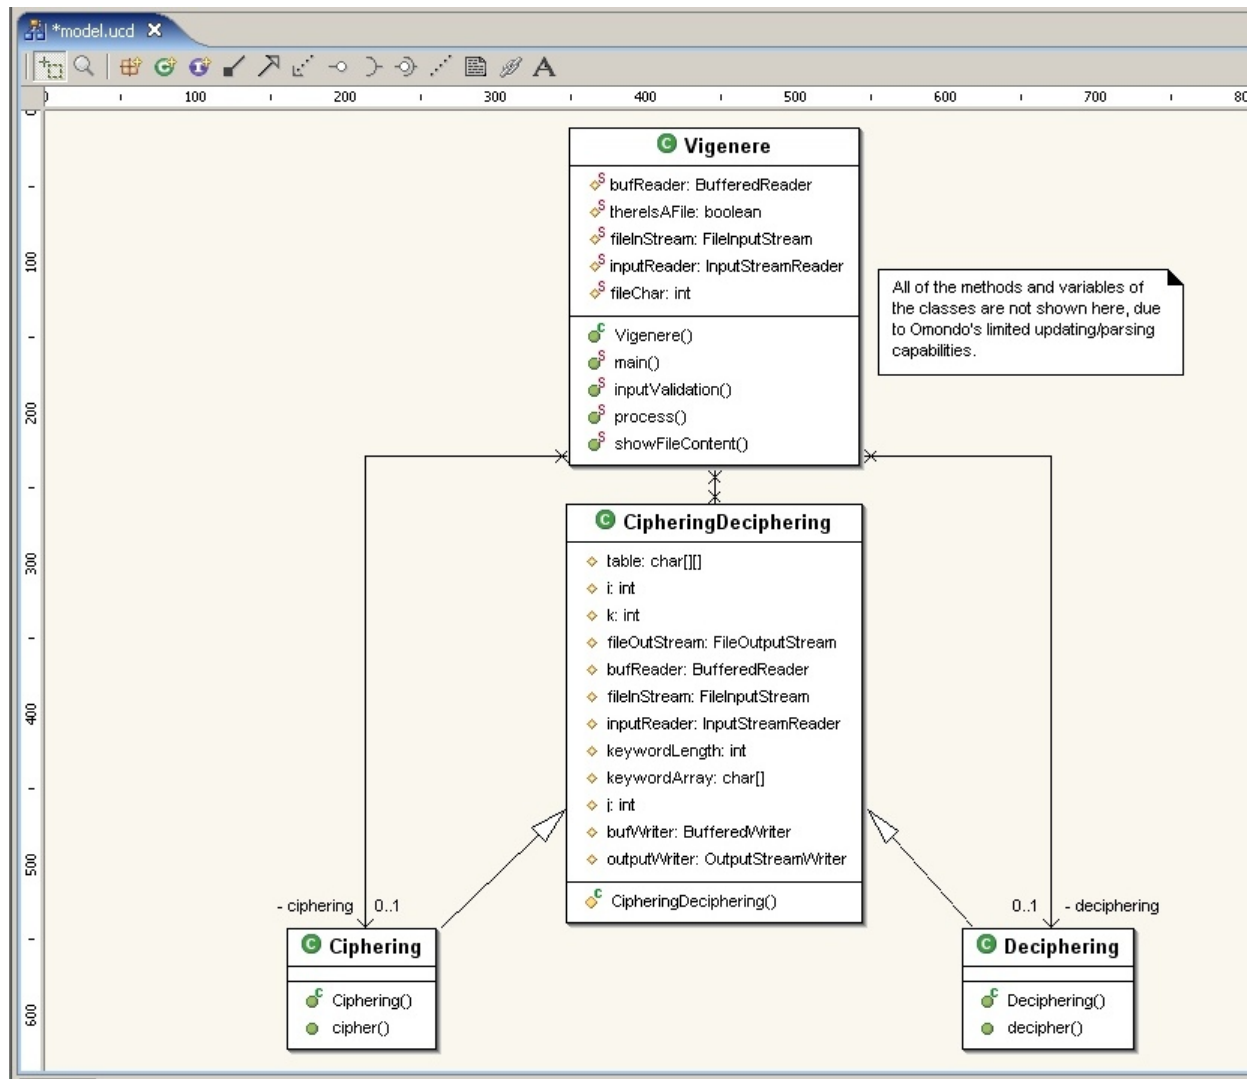 *model.ucd
0 100 200 300 400 500 600 700 80
0
100
200
300
400
500
600
C Vigenere
S bufReader: BufferedReader
S thereIsAFile: boolean
S fileInStream: FileInputStream
S inputReader: InputStreamReader
S fileChar: int
C Vigenere()
S main()
S inputValidation()
S process()
S showFileContent()
All of the methods and variables of
the classes are not shown here, due
to Omondo's limited updating/parsing
capabilities.
C CipheringDeciphering
table: char[][]
i: int
k: int
fileOutStream: FileOutputStream
bufReader: BufferedReader
fileInStream: FileInputStream
inputReader: InputStreamReader
keywordLength: int
keywordArray: char[]
j: int
bufWriter: BufferedWriter
outputWriter: OutputStreamWriter
C CipheringDeciphering()
- ciphering 0..1
0..1 - deciphering
C Ciphering
C Ciphering()
cipher()
C Deciphering
C Deciphering()
decipher()